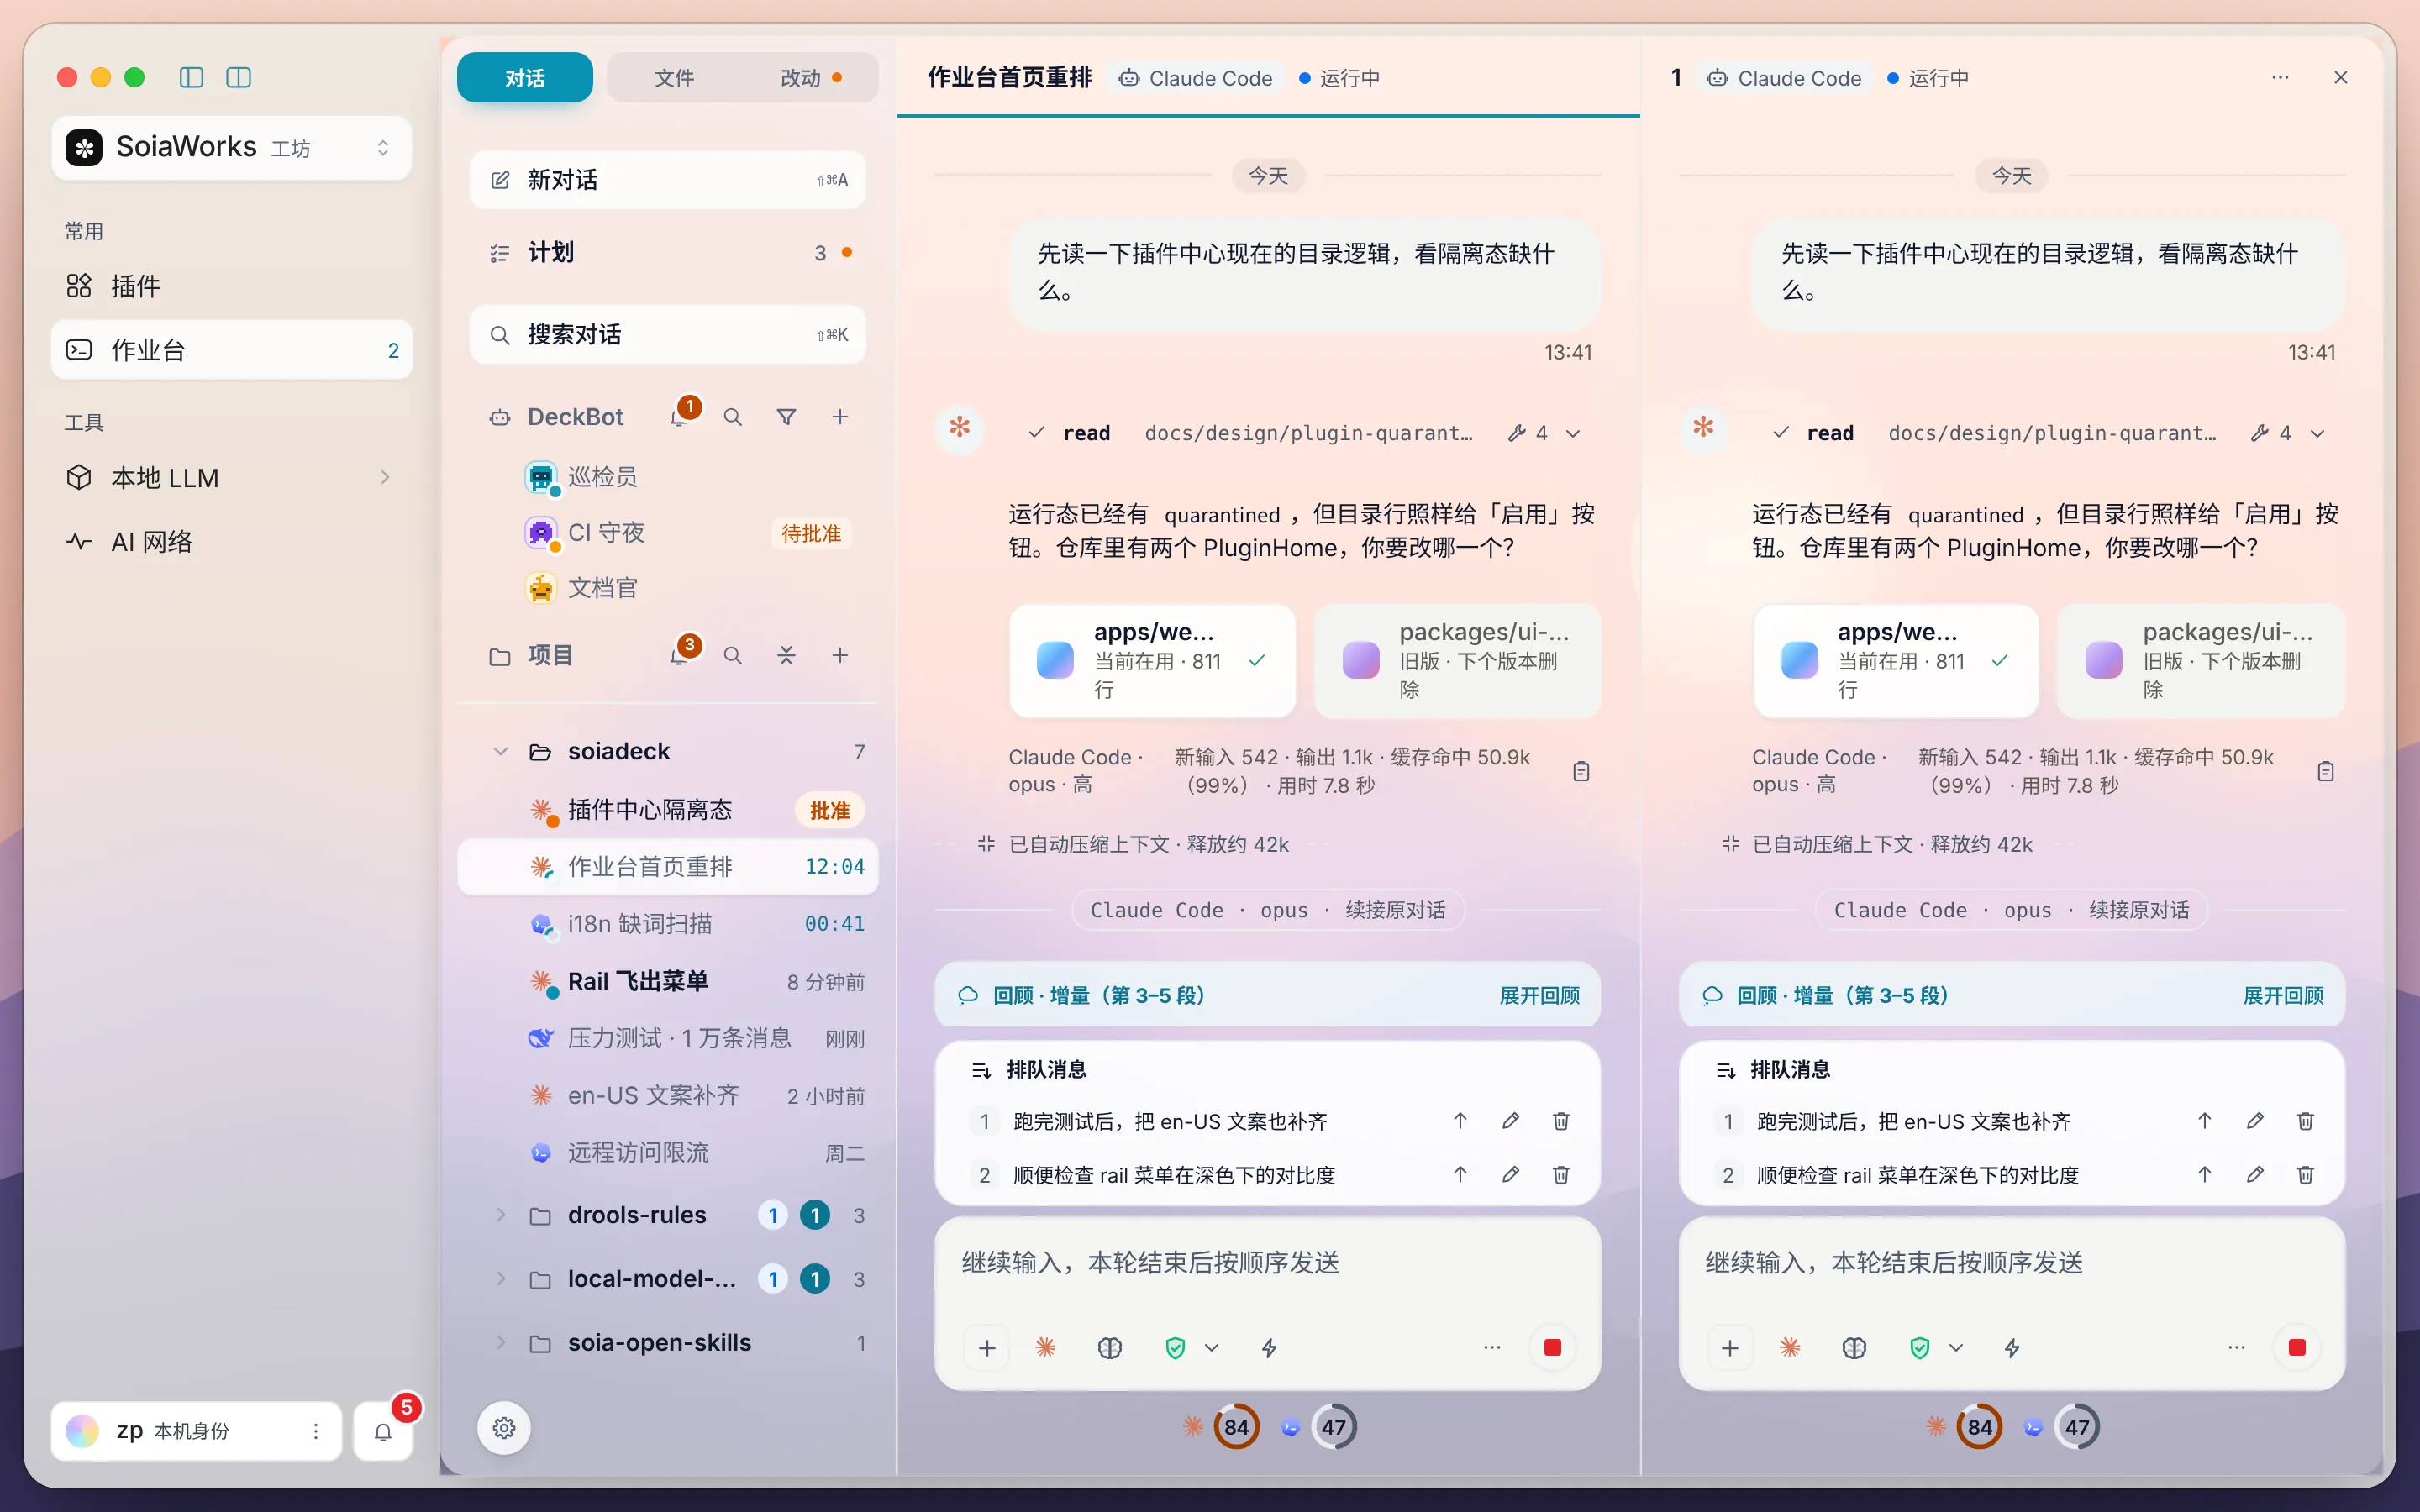 SoiaWorks 工坊
常用
插件
作业台 2
工具
本地 LLM
AI 网络
zp 本机身份
5
对话 文件 改动
新对话 ⇧⌘A
计划 3
搜索对话 ⇧⌘K
DeckBot 1
巡检员
CI 守夜 待批准
文档官
项目 3
soiadeck 7
插件中心隔离态 批准
作业台首页重排 12:04
i18n 缺词扫描 00:41
Rail 飞出菜单 8 分钟前
压力测试 · 1 万条消息 刚刚
en-US 文案补齐 2 小时前
远程访问限流 周二
drools-rules 1 1 3
local-model-... 1 1 3
soia-open-skills 1
作业台首页重排 Claude Code 运行中
今天
先读一下插件中心现在的目录逻辑，看隔离态缺什
么。
13:41
read docs/design/plugin-quarant… 4
运行态已经有 quarantined ，但目录行照样给「启用」按
钮。仓库里有两个 PluginHome，你要改哪一个？
apps/we...
当前在用 · 811
行
packages/ui-...
旧版 · 下个版本删
除
Claude Code ·
opus · 高
新输入 542 · 输出 1.1k · 缓存命中 50.9k
（99%） · 用时 7.8 秒
已自动压缩上下文 · 释放约 42k
Claude Code · opus · 续接原对话
回顾 · 增量（第 3–5 段） 展开回顾
排队消息
1 跑完测试后，把 en-US 文案也补齐
2 顺便检查 rail 菜单在深色下的对比度
继续输入，本轮结束后按顺序发送
84 47
1 Claude Code 运行中
今天
先读一下插件中心现在的目录逻辑，看隔离态缺什
么。
13:41
read docs/design/plugin-quarant… 4
运行态已经有 quarantined ，但目录行照样给「启用」按
钮。仓库里有两个 PluginHome，你要改哪一个？
apps/we...
当前在用 · 811
行
packages/ui-...
旧版 · 下个版本删
除
Claude Code ·
opus · 高
新输入 542 · 输出 1.1k · 缓存命中 50.9k
（99%） · 用时 7.8 秒
已自动压缩上下文 · 释放约 42k
Claude Code · opus · 续接原对话
回顾 · 增量（第 3–5 段） 展开回顾
排队消息
1 跑完测试后，把 en-US 文案也补齐
2 顺便检查 rail 菜单在深色下的对比度
继续输入，本轮结束后按顺序发送
84 47